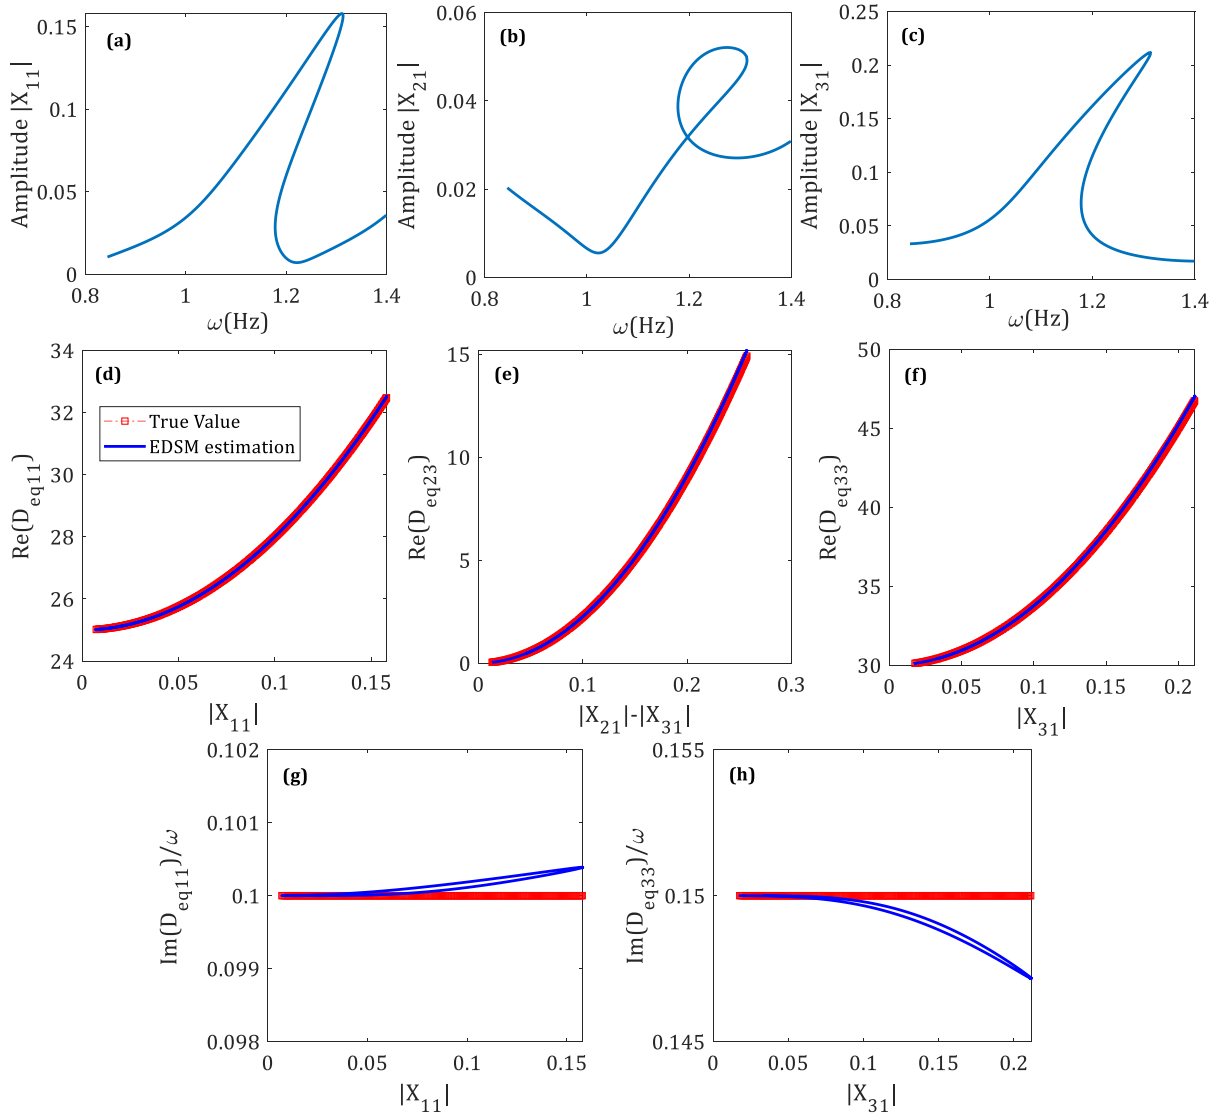 (a)
Amplitude |X11|
0.15
0.1
0.05
0
0.8
1
1.2
1.4
ω(Hz)
(b)
Amplitude |X21|
0.06
0.04
0.02
0
0.8
1
1.2
1.4
ω(Hz)
(c)
Amplitude |X31|
0.25
0.2
0.15
0.1
0.05
0
0.8
1
1.2
1.4
ω(Hz)
(d)
Re(Deq11)
34
32
30
28
26
24
True Value
EDSM estimation
0
0.05
0.1
0.15
|X11|
(e)
Re(Deq23)
15
10
5
0
0
0.1
0.2
0.3
|X21|-|X31|
(f)
Re(Deq33)
50
45
40
35
30
0
0.05
0.1
0.15
0.2
|X31|
(g)
Im(Deq11)/ω
0.102
0.101
0.1
0.099
0.098
0
0.05
0.1
0.15
|X11|
(h)
Im(Deq33)/ω
0.155
0.15
0.145
0
0.05
0.1
0.15
0.2
|X31|